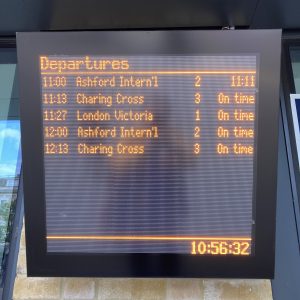 Departures
11:00 Ashford Intern'l 2 11:11
11:13 Charing Cross 3 On time
11:27 London Victoria 1 On time
12:00 Ashford Intern'l 2 On time
12:13 Charing Cross 3 On time
10:56:32